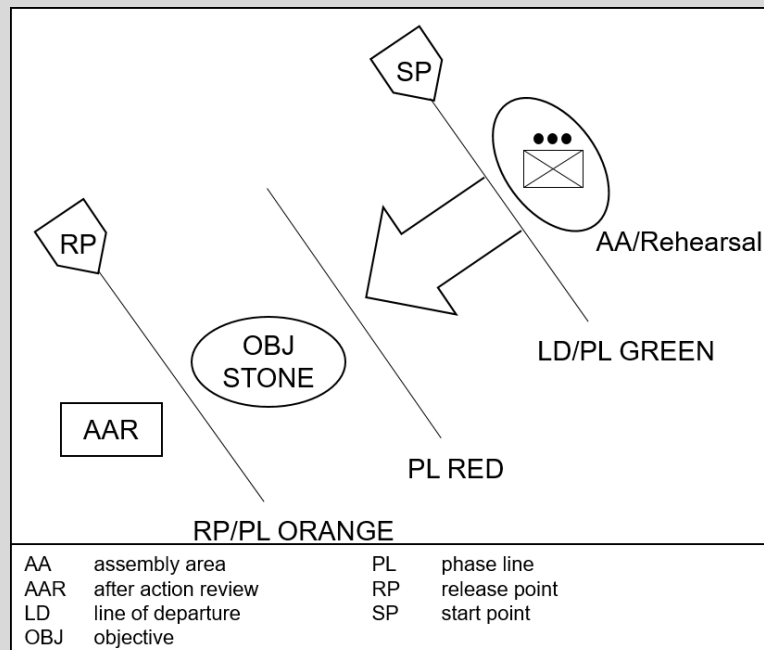 SP
AA/Rehearsal
RP
LD/PL GREEN
OBJ
STONE
AAR
PL RED
RP/PL ORANGE
AA assembly area PL phase line
AAR after action review RP release point
LD line of departure SP start point
OBJ objective